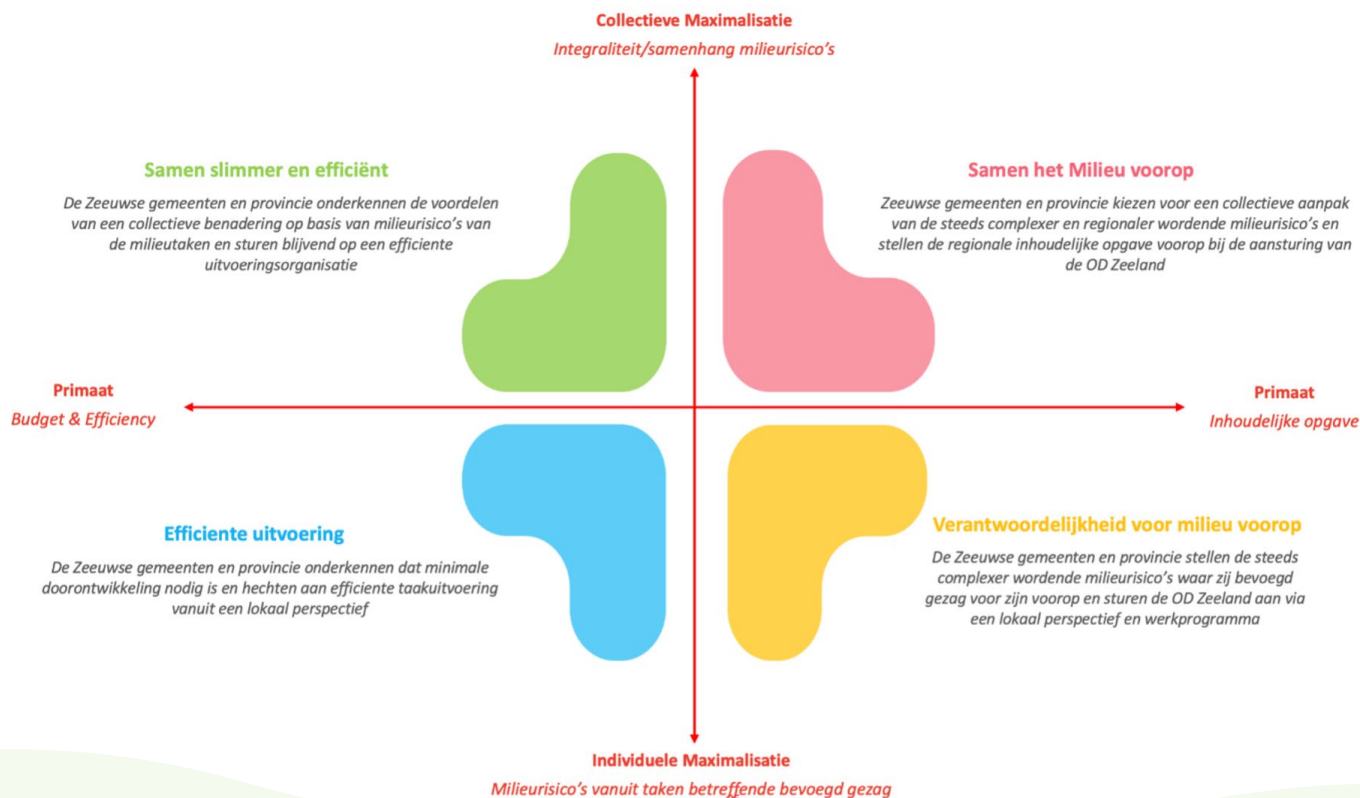 Collectieve Maximalisatie
Integraliteit/samenhang milieurisico's
Samen slimmer en efficiënt
De Zeeuwse gemeenten en provincie onderkennen de voordelen
van een collectieve benadering op basis van milieurisico's van
de milieutaken en sturen blijvend op een efficiente
uitvoeringsorganisatie
Samen het Milieu voorop
Zeeuwse gemeenten en provincie kiezen voor een collectieve aanpak
van de steeds complexer en regionaler wordende milieurisico's en
stellen de regionale inhoudelijke opgave voorop bij de aansturing van
de OD Zeeland
Primaat
Budget & Efficiency
Primaat
Inhoudelijke opgave
Efficiente uitvoering
De Zeeuwse gemeenten en provincie onderkennen dat minimale
doorontwikkeling nodig is en hechten aan efficiente taakuitvoering
vanuit een lokaal perspectief
Verantwoordelijkheid voor milieu voorop
De Zeeuwse gemeenten en provincie stellen de steeds
complexer wordende milieurisico's waar zij bevoegd
gezag voor zijn voorop en sturen de OD Zeeland aan via
een lokaal perspectief en werkprogramma
Individuele Maximalisatie
Milieurisico's vanuit taken betreffende bevoegd gezag